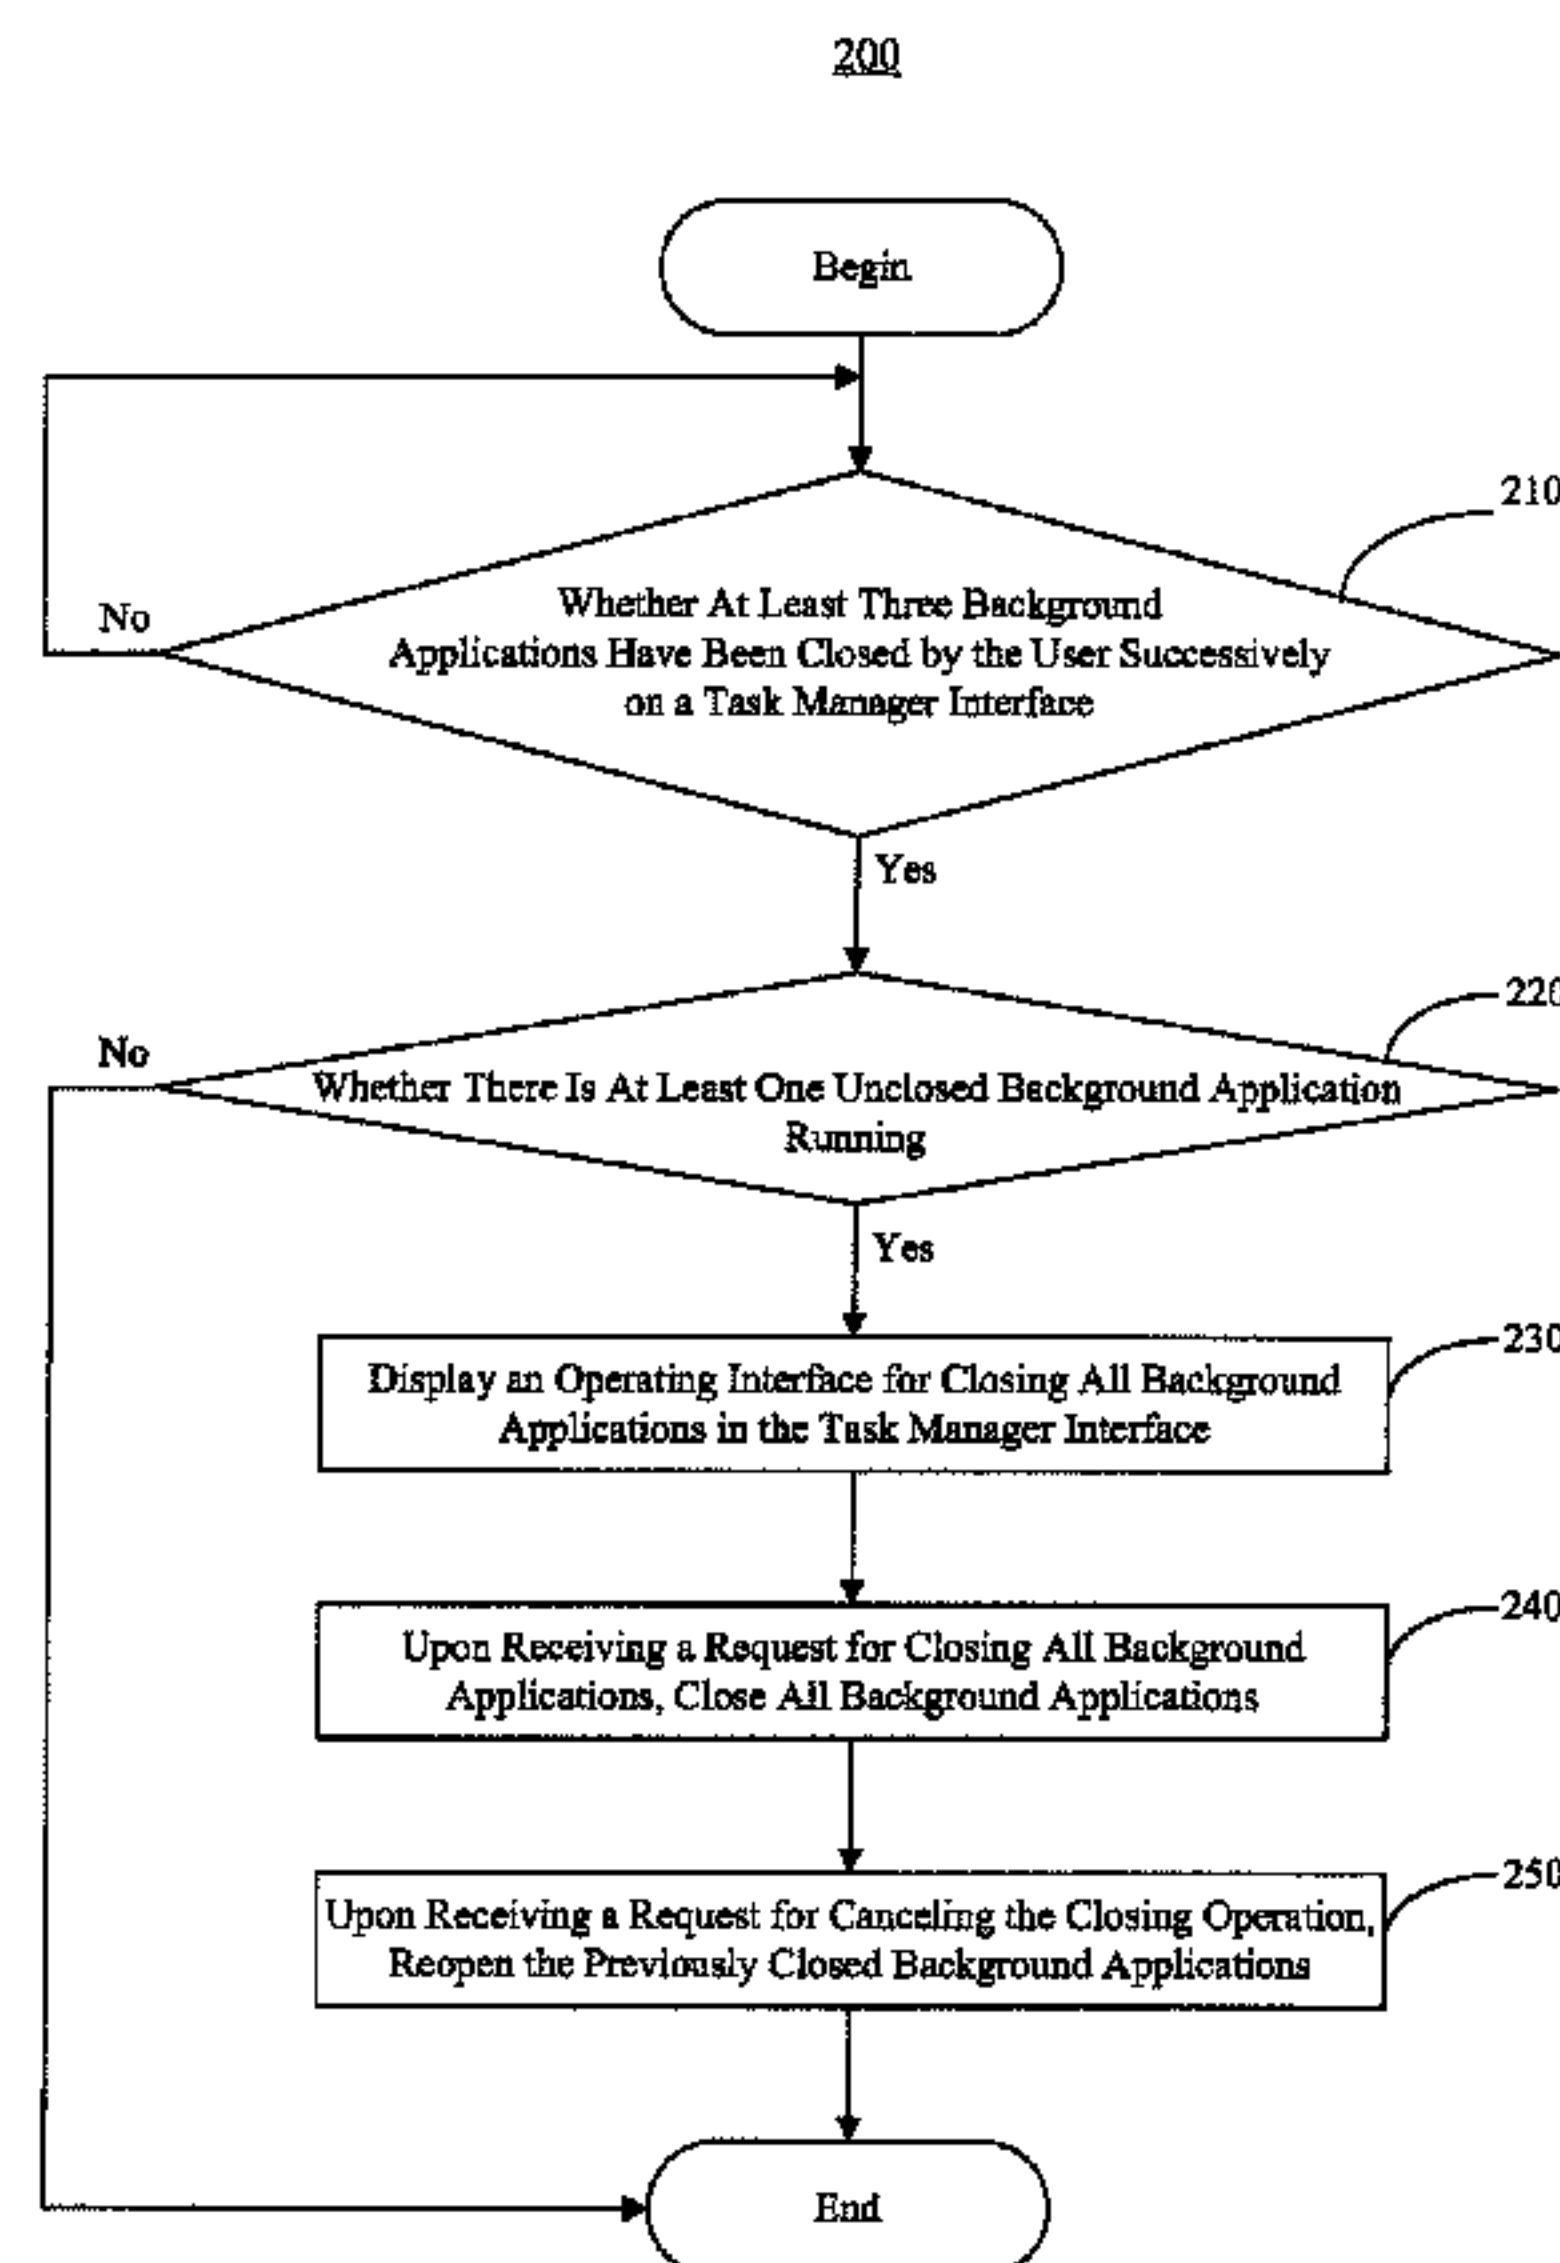 200
Begin
210
No
Whether At Least Three Background
Applications Have Been Closed by the User Successively
on a Task Manager Interface
Yes
220
No
Whether There Is At Least One Unclosed Background Application
Running
Yes
230
Display an Operating Interface for Closing All Background
Applications in the Task Manager Interface
240
Upon Receiving a Request for Closing All Background
Applications, Close All Background Applications
250
Upon Receiving a Request for Canceling the Closing Operation,
Reopen the Previously Closed Background Applications
End